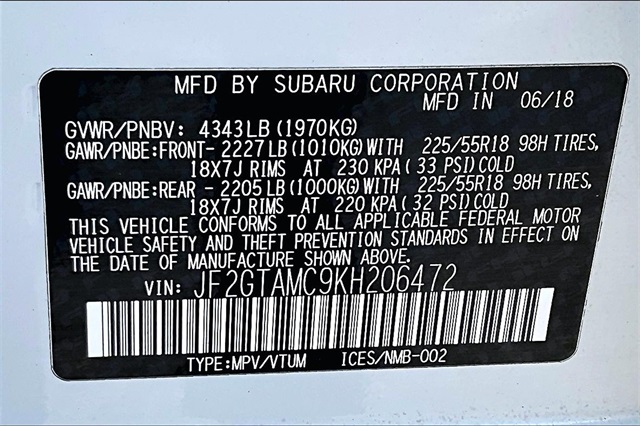 MFD BY SUBARU CORPORATION
MFD IN 06/18
GVWR/PNBV: 4343LB (1970KG)
GAWR/PNBE:FRONT- 2227LB (1010KG)WITH 225/55R18 98H TIRES,
18X7J RIMS AT 230 KPA ( 33 PSI)COLD
GAWR/PNBE:REAR - 2205LB (1000KG)WITH 225/55R18 98H TIRES,
18X7J RIMS AT 220 KPA ( 32 PSI)COLD
THIS VEHICLE CONFORMS TO ALL APPLICABLE FEDERAL MOTOR
VEHICLE SAFETY AND THEFT PREVENTION STANDARDS IN EFFECT ON
THE DATE OF MANUFACTURE SHOWN ABOVE.
VIN: JF2GTAMC9KH206472
TYPE:MPV/VTUM ICES/NMB-002